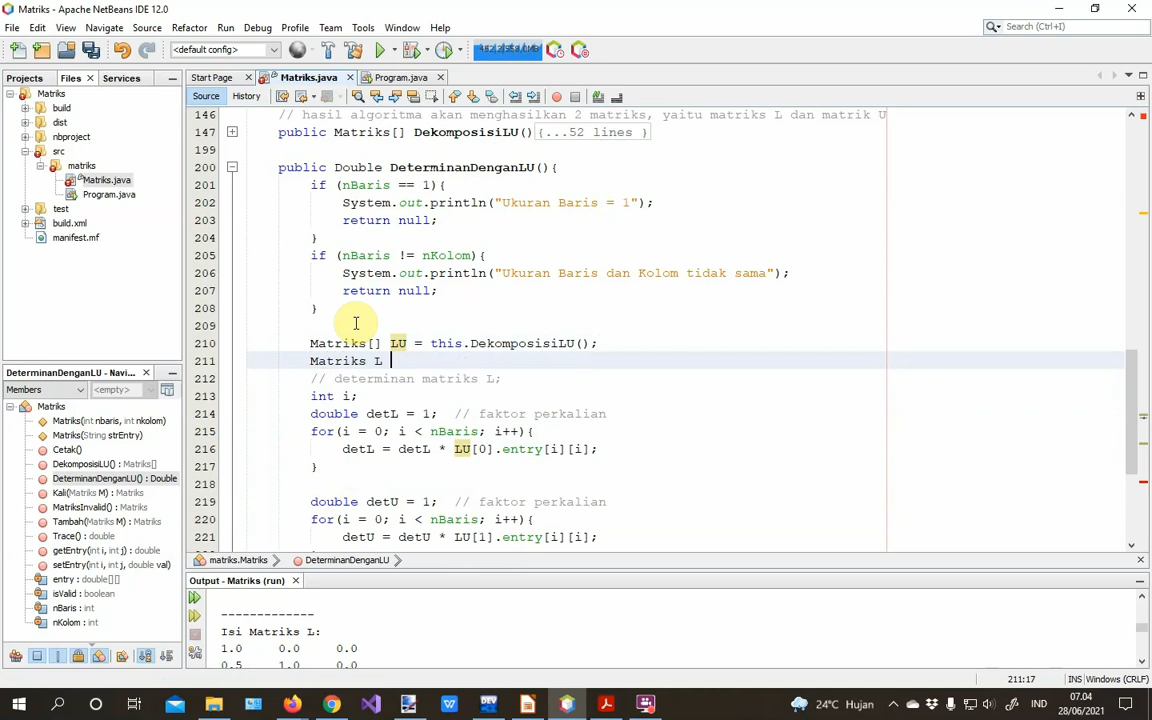 Matriks - Apache NetBeans IDE 12.0
File Edit View Navigate Source Refactor Run Debug Profile Team Tools Window Help
Search (Ctrl+I)
<default config>
Projects Files Services
Start Page Matriks.java Program.java
Source History
Matriks
build
dist
nbproject
src
matriks
Matriks.java
Program.java
test
build.xml
manifest.mf
146 // hasil algoritma akan menghasilkan 2 matriks, yaitu matriks L dan matrik U
147 public Matriks[] DekomposisiLU(){...52 lines }
199
200 public Double DeterminanDenganLU(){
201 if (nBaris == 1){
202 System.out.println("Ukuran Baris = 1");
203 return null;
204 }
205 if (nBaris != nKolom){
206 System.out.println("Ukuran Baris dan Kolom tidak sama");
207 return null;
208 }
209
210 Matriks[] LU = this.DekomposisiLU();
211 Matriks L
212 // determinan matriks L;
213 int i;
214 double detL = 1; // faktor perkalian
215 for(i = 0; i < nBaris; i++){
216 detL = detL * LU[0].entry[i][i];
217 }
218
219 double detU = 1; // faktor perkalian
220 for(i = 0; i < nBaris; i++){
221 detU = detU * LU[1].entry[i][i];
matriks.Matriks DeterminanDenganLU
DeterminanDenganLU() - Navi...
Members <empty>
Matriks
Matriks(int nbaris, int nkolom)
Matriks(String strEntry)
Cetak()
DekomposisiLU() : Matriks[]
DeterminanDenganLU() : Double
Kali(Matriks M) : Matriks
MatriksInvalid() : Matriks
Tambah(Matriks M) : Matriks
Trace() : double
getEntry(int i, int j) : double
setEntry(int i, int j, double val)
entry : double[][]
isValid : boolean
nBaris : int
nKolom : int
Output - Matriks (run)
-------------
Isi Matriks L:
1.0 0.0 0.0
0.5 1.0 0.0
211:17 INS Windows (CRLF)
24°C Hujan
IND
07.04
28/06/2021